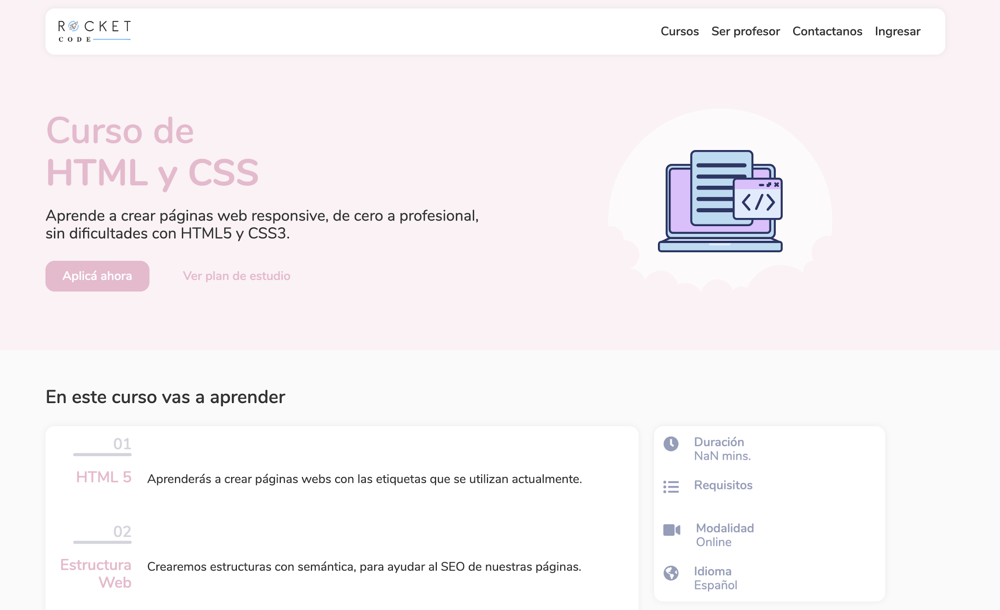 ROCKET
CODE
Cursos Ser profesor Contactanos Ingresar
Curso de
HTML y CSS
Aprende a crear páginas web responsive, de cero a profesional,
sin dificultades con HTML5 y CSS3.
Aplicá ahora Ver plan de estudio
</>
En este curso vas a aprender
01
HTML 5
Aprenderás a crear páginas webs con las etiquetas que se utilizan actualmente.
02
Estructura
Web
Crearemos estructuras con semántica, para ayudar al SEO de nuestras páginas.
Duración
NaN mins.
Requisitos
Modalidad
Online
Idioma
Español